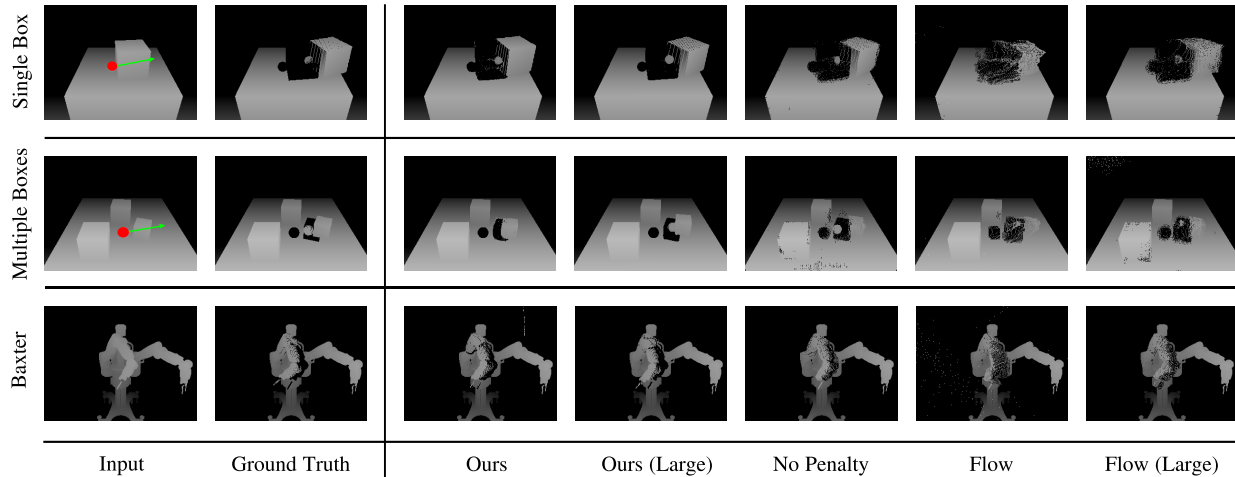 Single Box
Multiple Boxes
Baxter
Input
Ground Truth
Ours
Ours (Large)
No Penalty
Flow
Flow (Large)